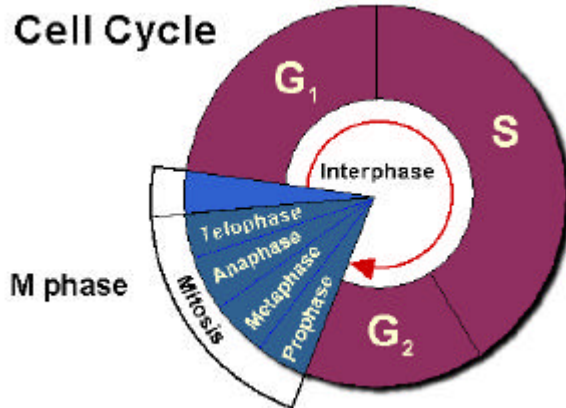 Cell Cycle
G1
S
Interphase
Telophase
Anaphase
Metaphase
Prophase
Mitosis
M phase
G2